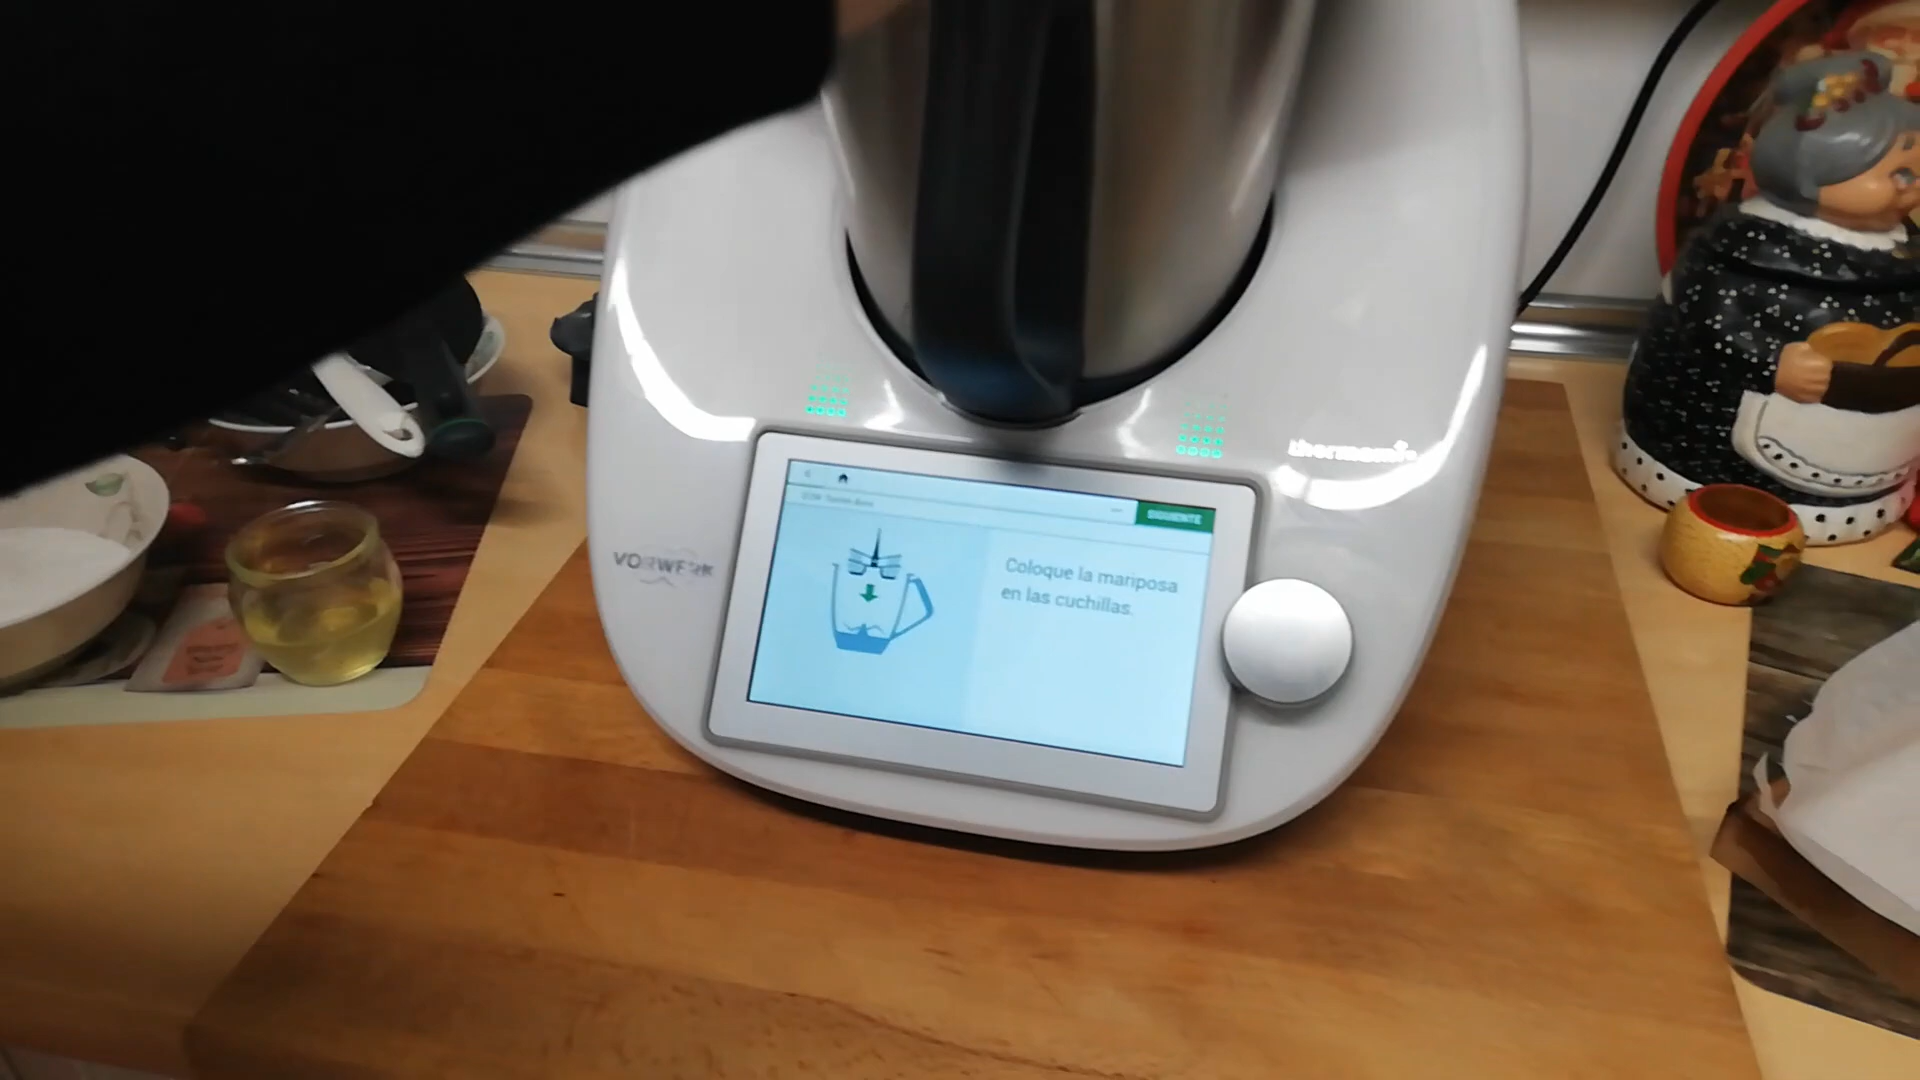 SIGUIENTE
Coloque la mariposa
en las cuchillas.
VORWERK
thermomix